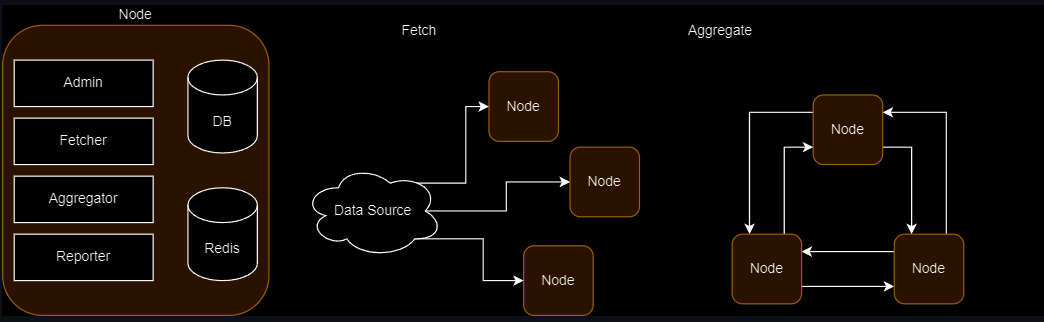 Node
Admin
Fetcher
Aggregator
Reporter
DB
Redis
Fetch
Data Source
Node
Node
Node
Aggregate
Node
Node
Node